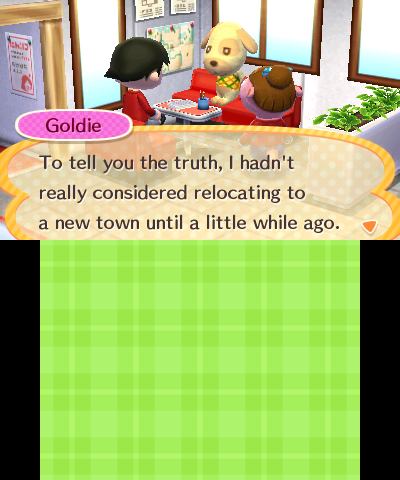 Goldie
To tell you the truth, I hadn't
really considered relocating to
a new town until a little while ago.